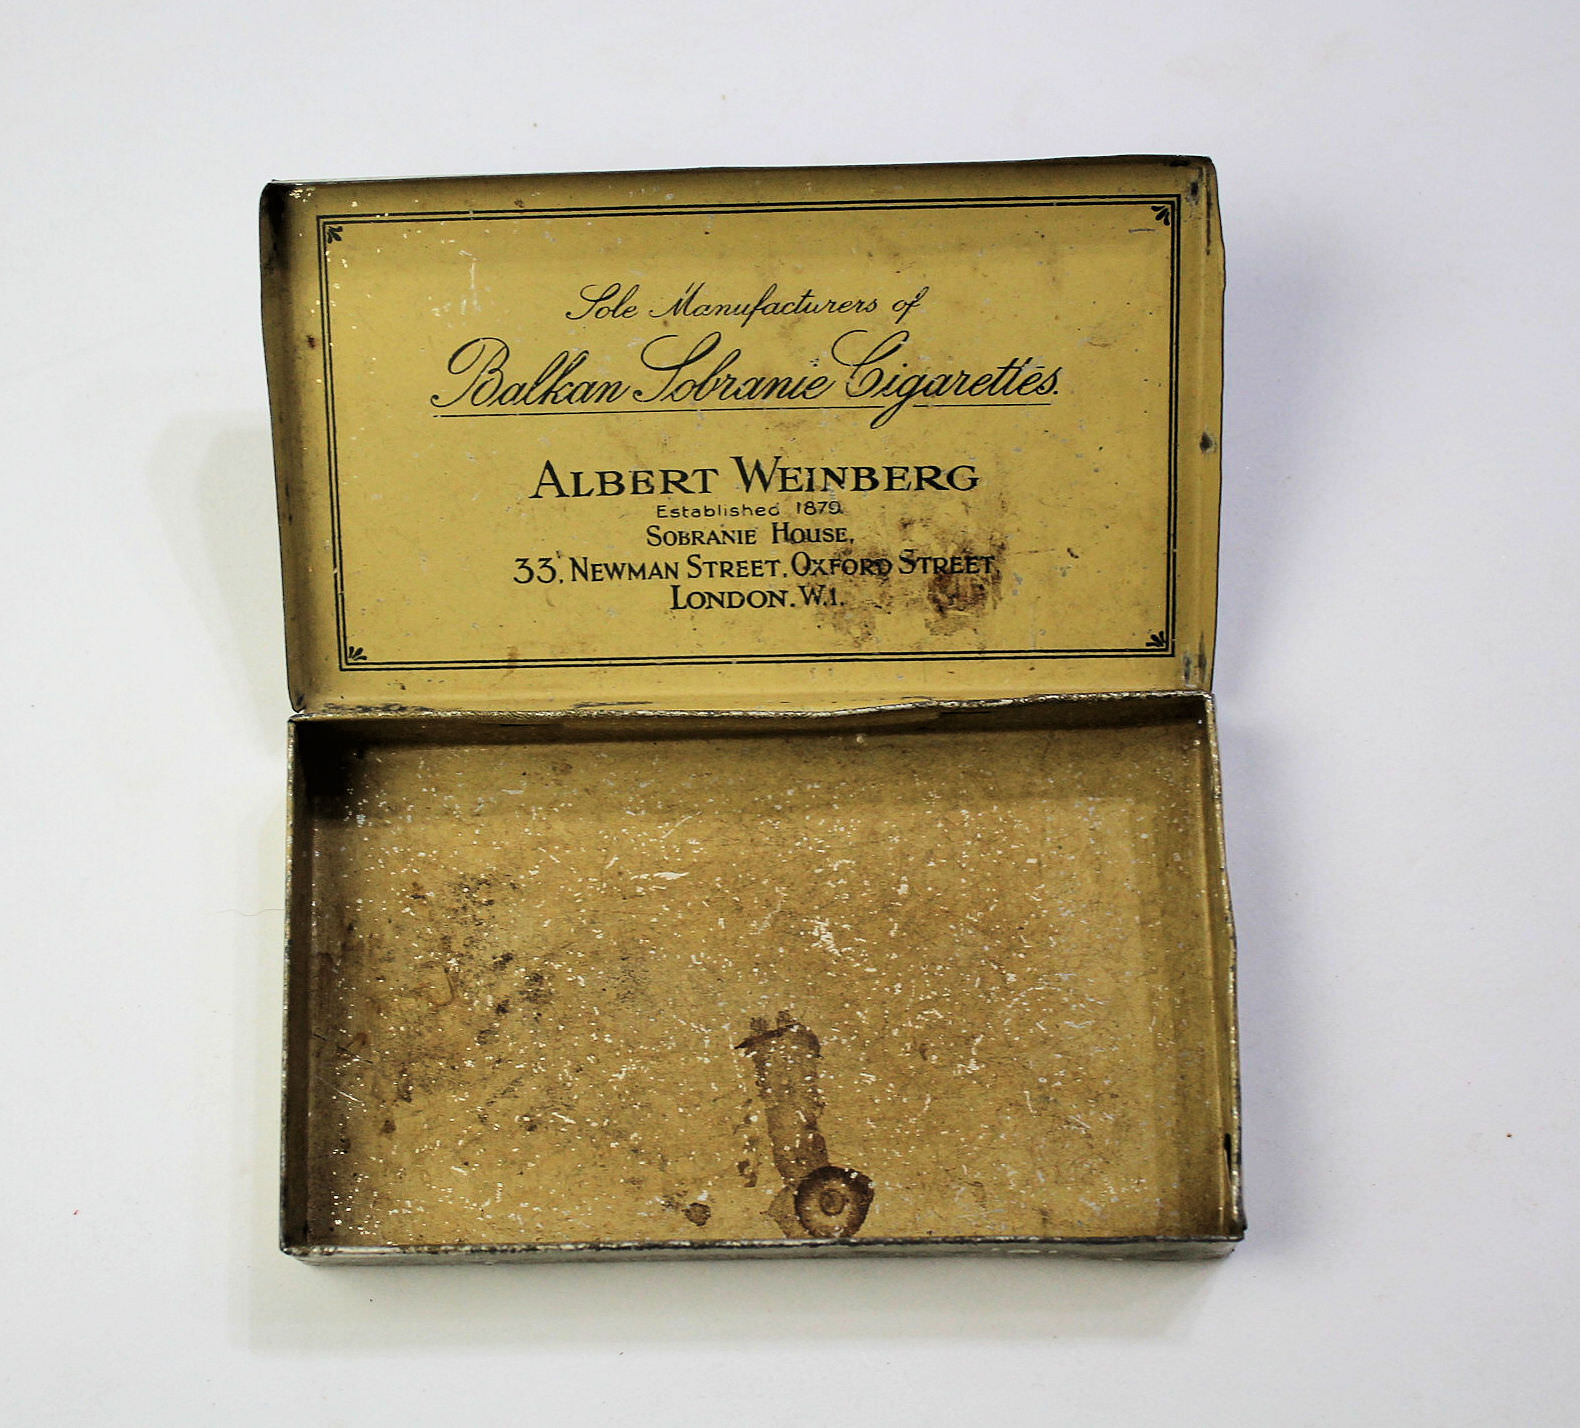 Sole Manufacturers of
Balkan Sobranie Cigarettes.
ALBERT WEINBERG
Established 1879.
SOBRANIE HOUSE,
33, NEWMAN STREET, OXFORD STREET,
LONDON. W.1.